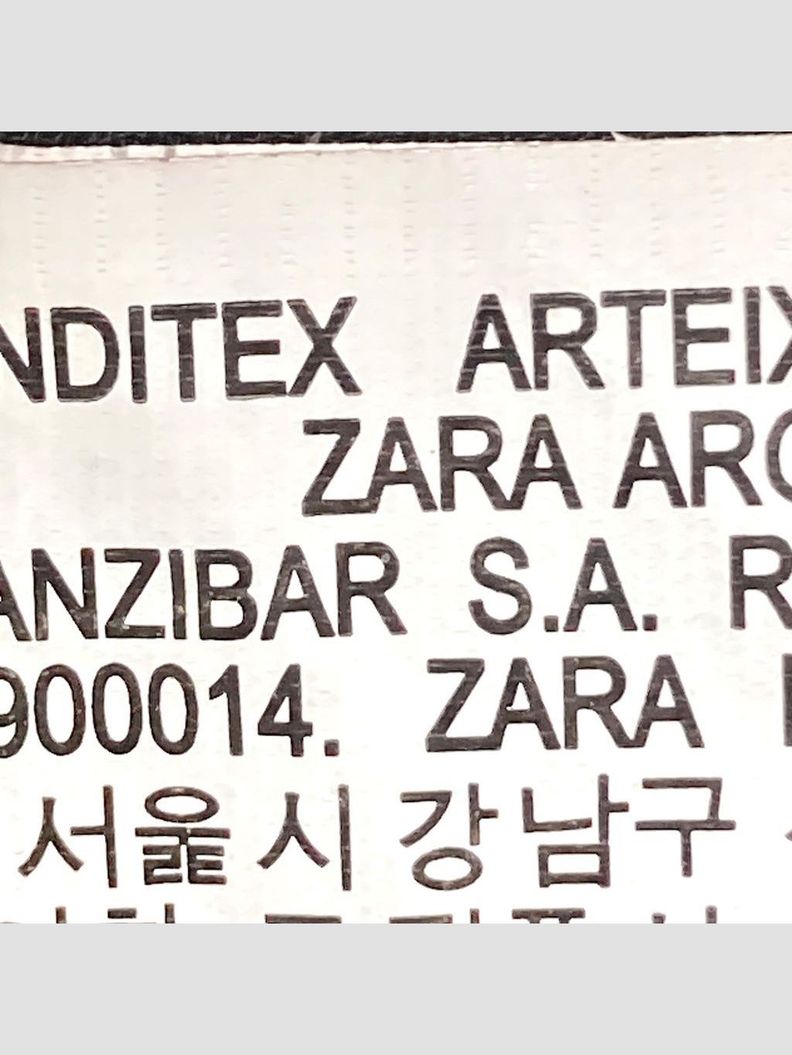 NDITEX ARTEIX
ZARA ARG
ANZIBAR S.A. R
900014. ZARA
서울시 강남구